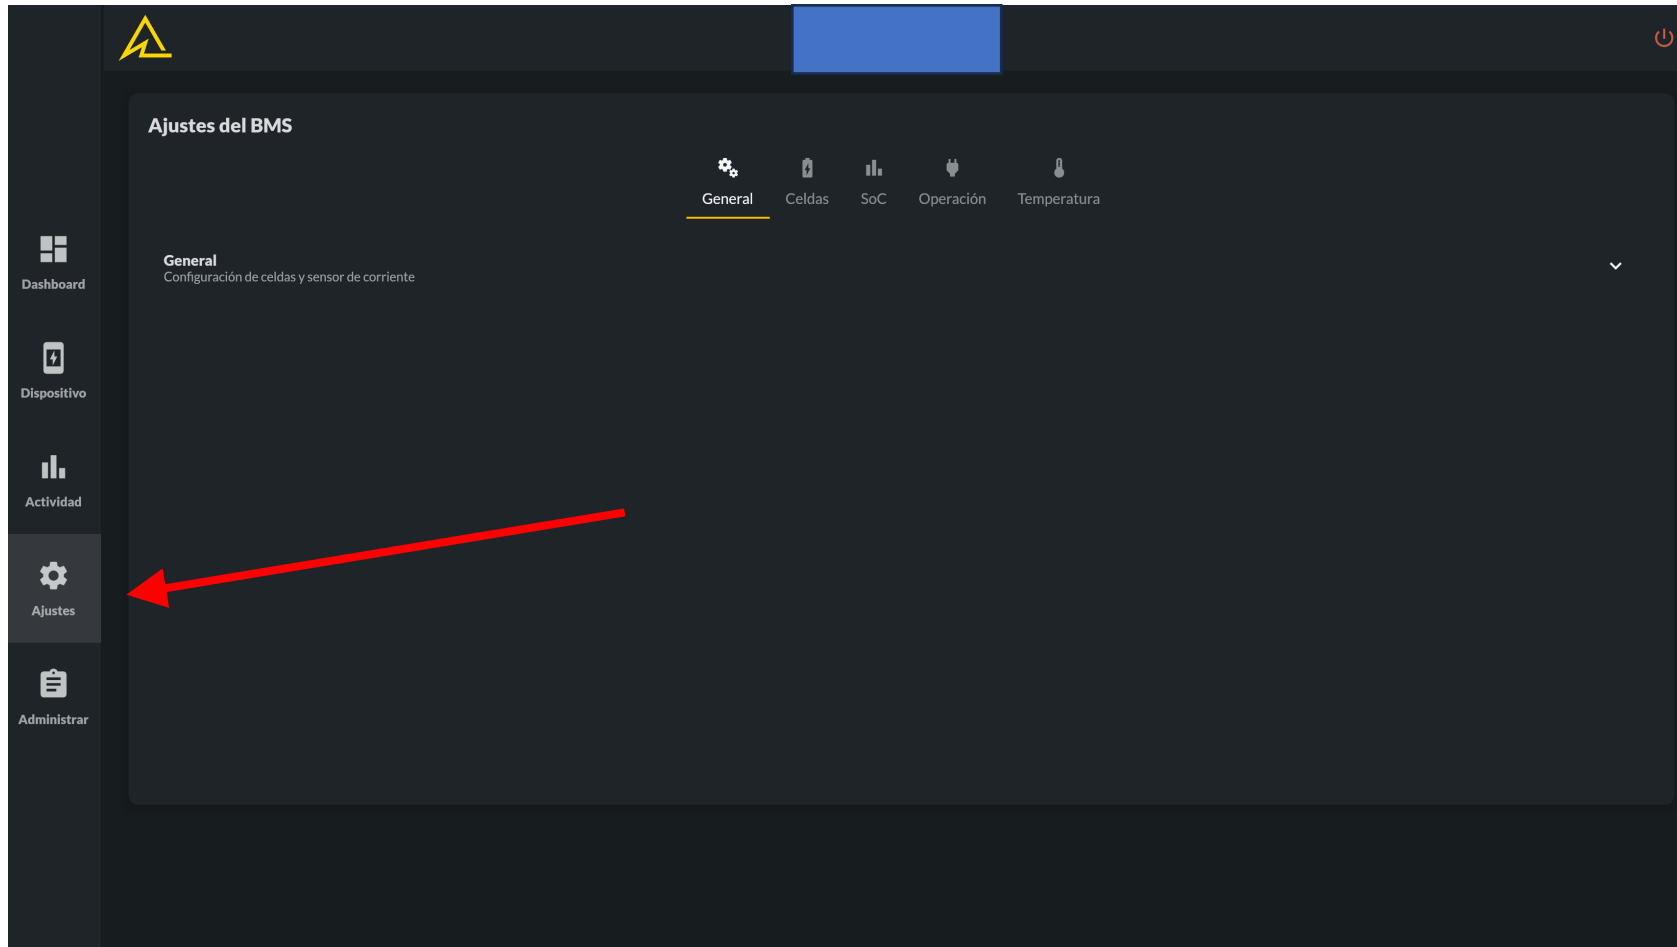 Ajustes del BMS
General
Celdas
SoC
Operación
Temperatura
General
Configuración de celdas y sensor de corriente
Dashboard
Dispositivo
Actividad
Ajustes
Administrar